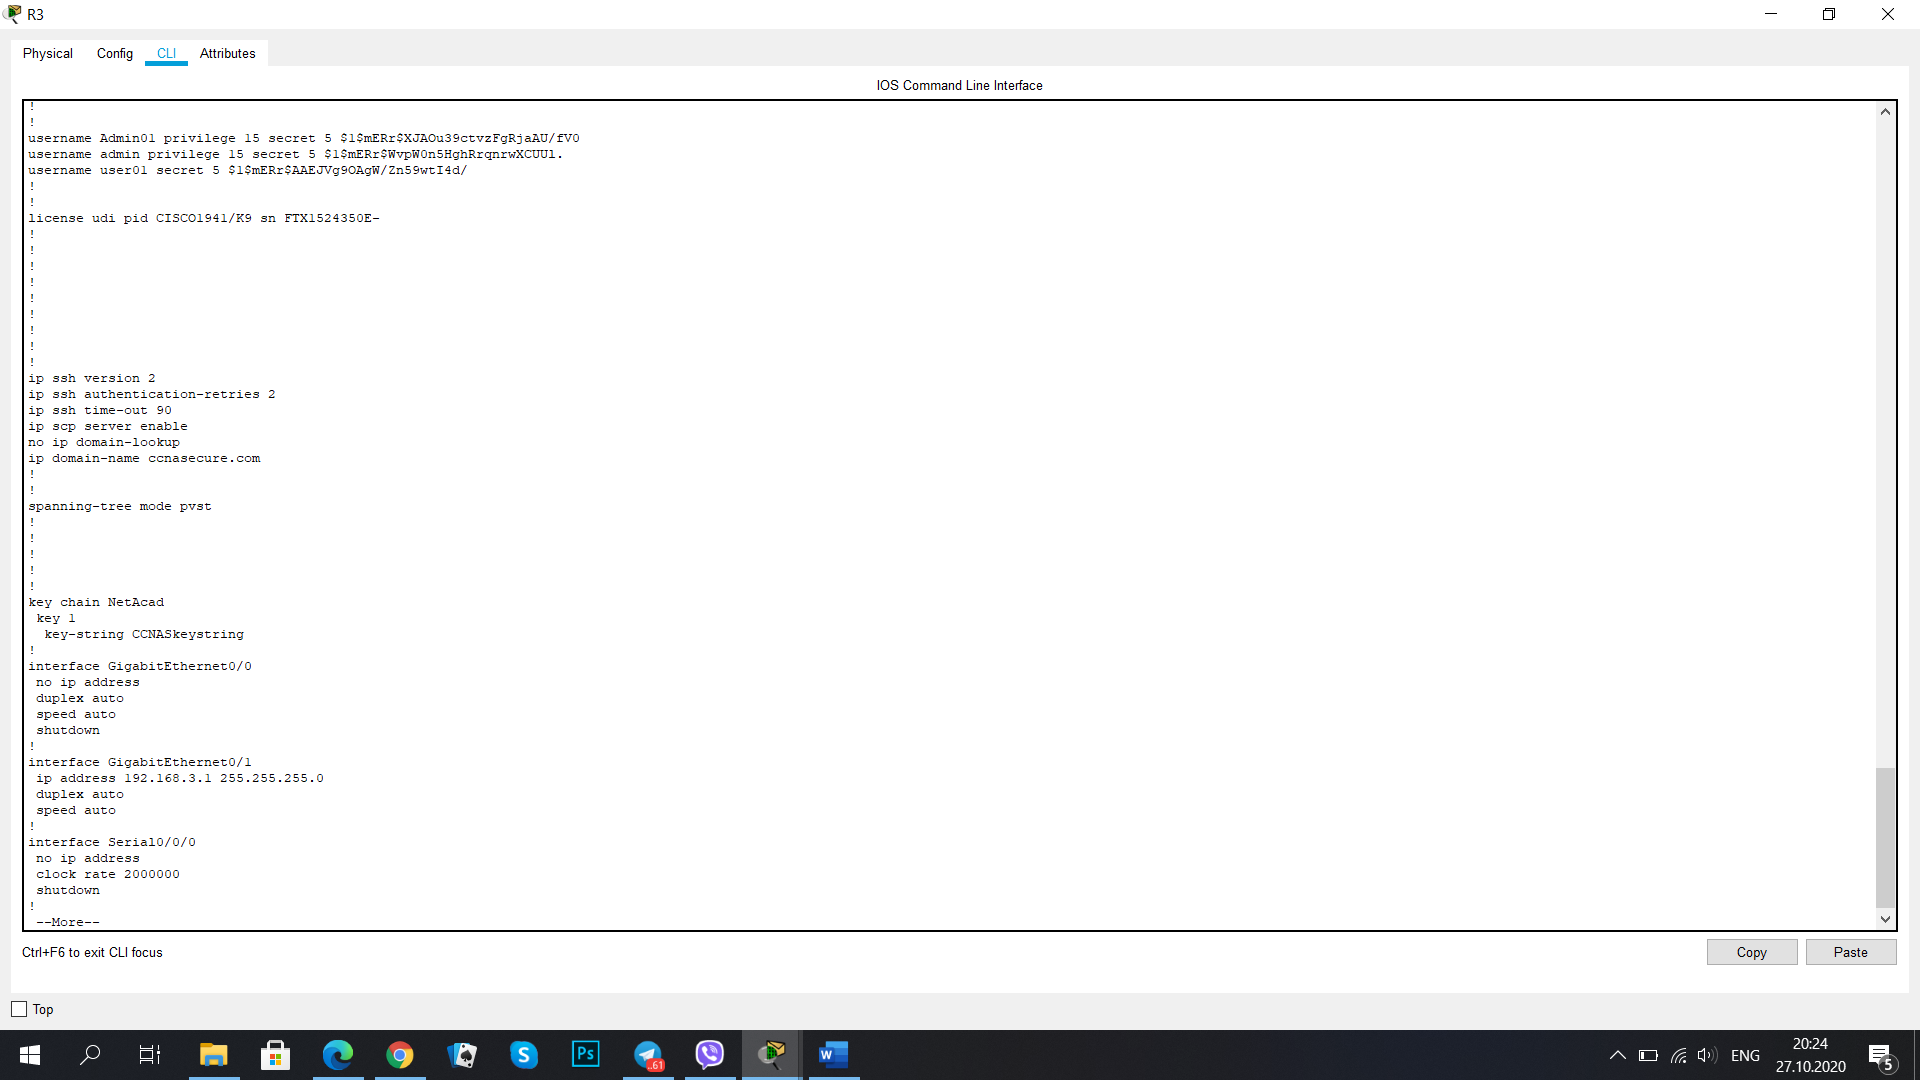 R3
Physical Config CLI Attributes
IOS Command Line Interface
!
!
username Admin01 privilege 15 secret 5 $1$mERr$XJAOu39ctvzFgRjaAU/fV0
username admin privilege 15 secret 5 $1$mERr$WvpW0n5HghRrqnrwXCUUl.
username user01 secret 5 $1$mERr$AAEJVg9OAgW/Zn59wtI4d/
!
!
license udi pid CISCO1941/K9 sn FTX1524350E-
!
!
!
!
!
!
!
!
!
ip ssh version 2
ip ssh authentication-retries 2
ip ssh time-out 90
ip scp server enable
no ip domain-lookup
ip domain-name ccnasecure.com
!
!
spanning-tree mode pvst
!
!
!
!
!
key chain NetAcad
key 1
key-string CCNASkeystring
!
interface GigabitEthernet0/0
no ip address
duplex auto
speed auto
shutdown
!
interface GigabitEthernet0/1
ip address 192.168.3.1 255.255.255.0
duplex auto
speed auto
!
interface Serial0/0/0
no ip address
clock rate 2000000
shutdown
!
--More--
Ctrl+F6 to exit CLI focus
Copy Paste
Top
S Ps ..61 W ENG 20:24
27.10.2020 5